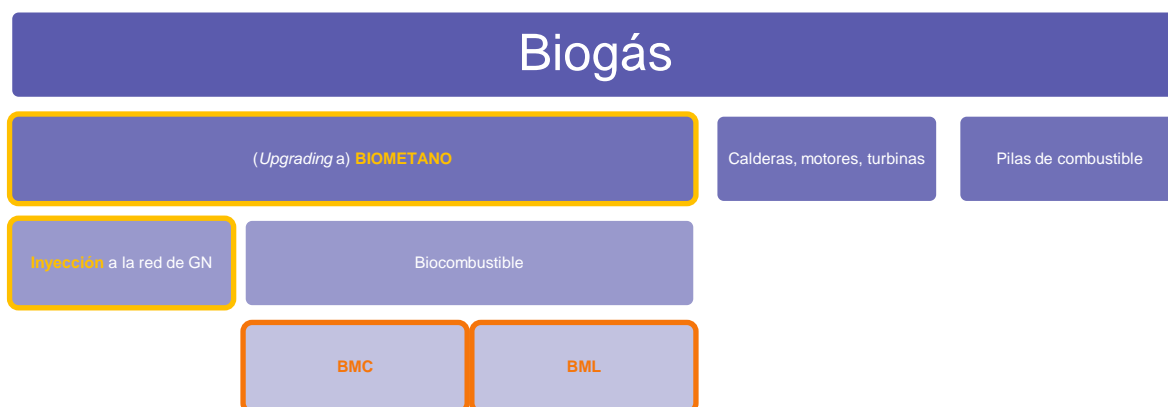 Biogás
(Upgrading a) BIOMETANO
Calderas, motores, turbinas
Pilas de combustible
Inyección a la red de GN
Biocombustible
BMC
BML